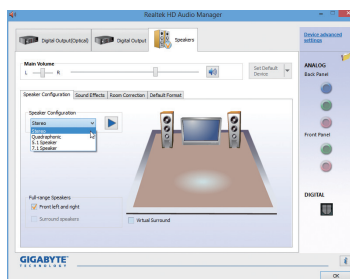 Realtek HD Audio Manager
Digital Output(Optical)
Digital Output
Speakers
Device advanced
settings
Main Volume
L
R
Set Default
Device
ANALOG
Back Panel
Speaker Configuration
Sound Effects
Room Correction
Default Format
Speaker Configuration
Stereo
Stereo
Quadraphonic
5.1 Speaker
7.1 Speaker
Front Panel
DIGITAL
Full-range Speakers
Front left and right
Surround speakers
Virtual Surround
GIGABYTE
TECHNOLOGY
OK